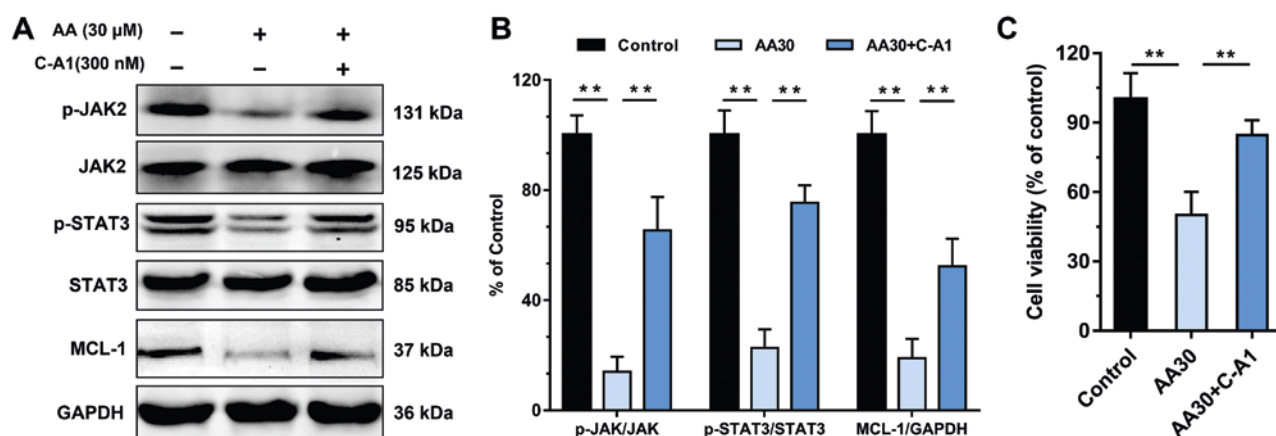 A
AA (30 μM) – + +
C-A1(300 nM) – – +
p-JAK2 131 kDa
JAK2 125 kDa
p-STAT3 95 kDa
STAT3 85 kDa
MCL-1 37 kDa
GAPDH 36 kDa
B
Control AA30 AA30+C-A1
% of Control
120
80
40
0
** ** ** ** ** **
p-JAK/JAK p-STAT3/STAT3 MCL-1/GAPDH
C
Cell viability (% of control)
120
90
60
30
0
** **
Control AA30 AA30+C-A1